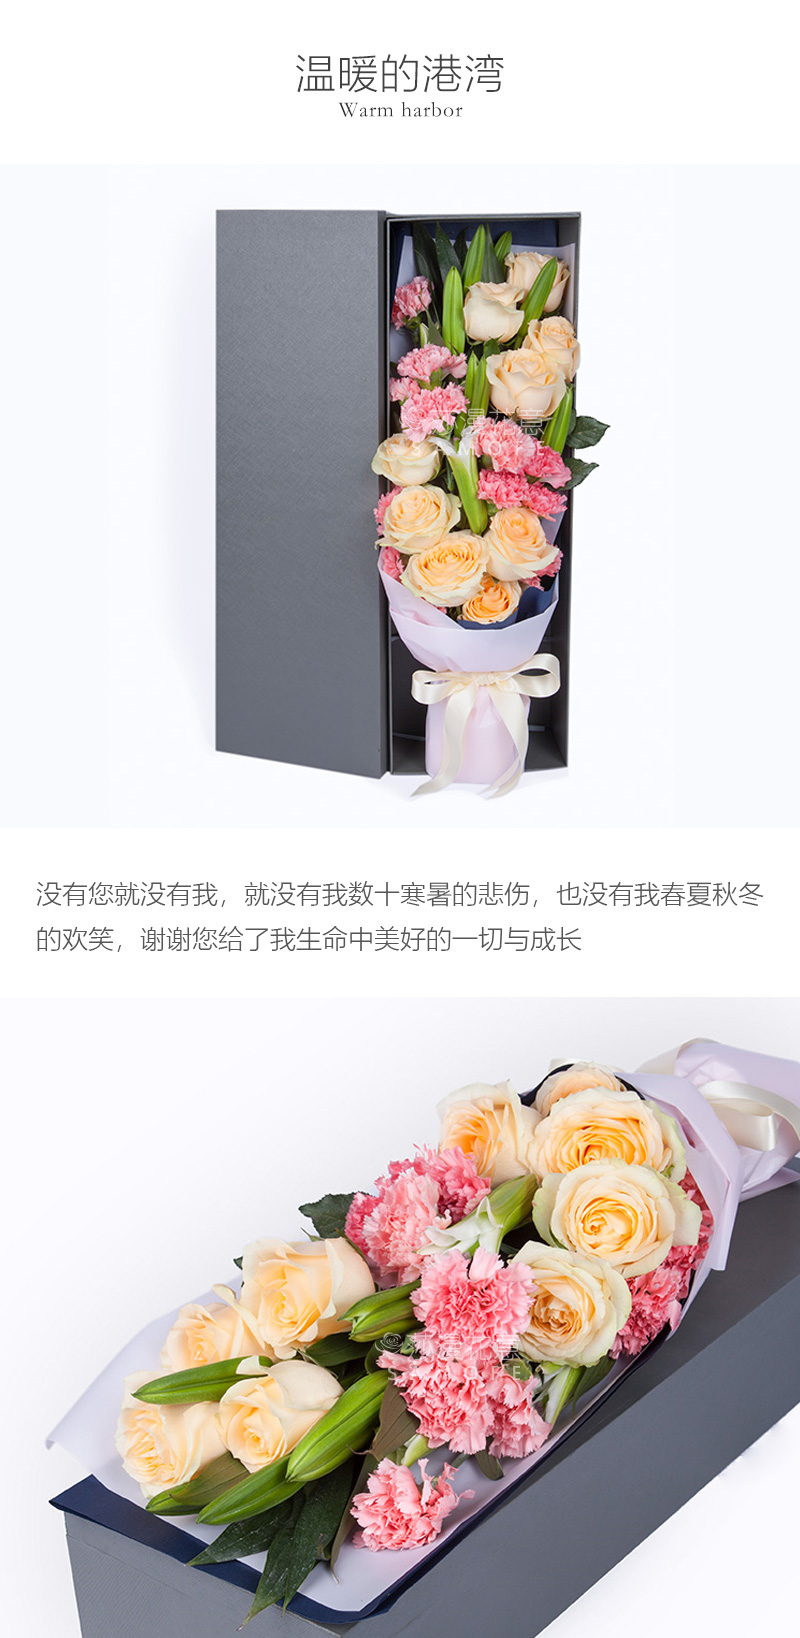 温暖的港湾
Warm harbor
没有您就没有我，就没有我数十寒暑的悲伤，也没有我春夏秋冬
的欢笑，谢谢您给了我生命中美好的一切与成长